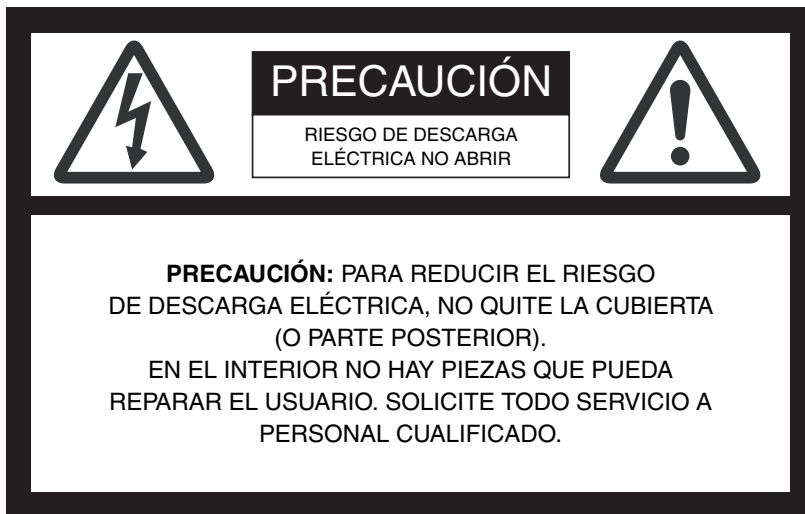 PRECAUCIÓN
RIESGO DE DESCARGA
ELÉCTRICA NO ABRIR
PRECAUCIÓN: PARA REDUCIR EL RIESGO
DE DESCARGA ELÉCTRICA, NO QUITE LA CUBIERTA
(O PARTE POSTERIOR).
EN EL INTERIOR NO HAY PIEZAS QUE PUEDA
REPARAR EL USUARIO. SOLICITE TODO SERVICIO A
PERSONAL CUALIFICADO.